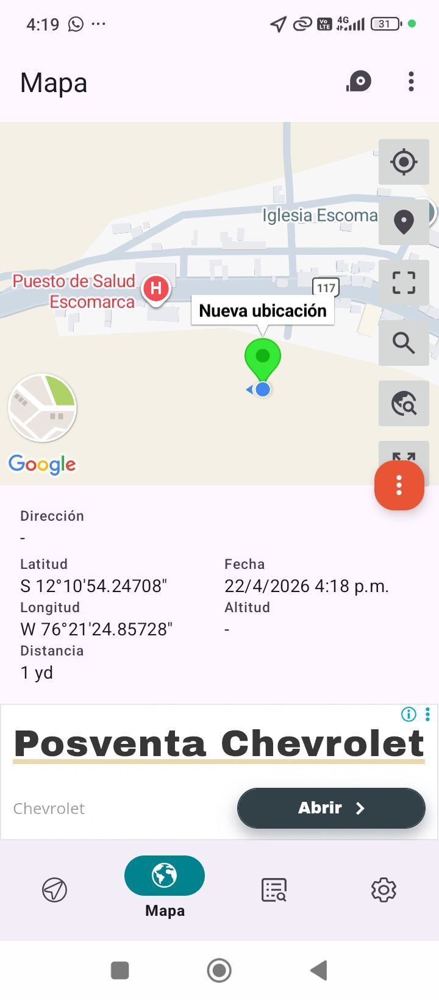 4:19
Vo LTE
4G
31
Mapa
Iglesia Escoma
Puesto de Salud
Escomarca
H
117
Nueva ubicación
Google
Dirección
-
Latitud
Fecha
S 12°10'54.24708"
22/4/2026 4:18 p.m.
Longitud
Altitud
W 76°21'24.85728"
-
Distancia
1 yd
Posventa Chevrolet
Chevrolet
Abrir
Mapa